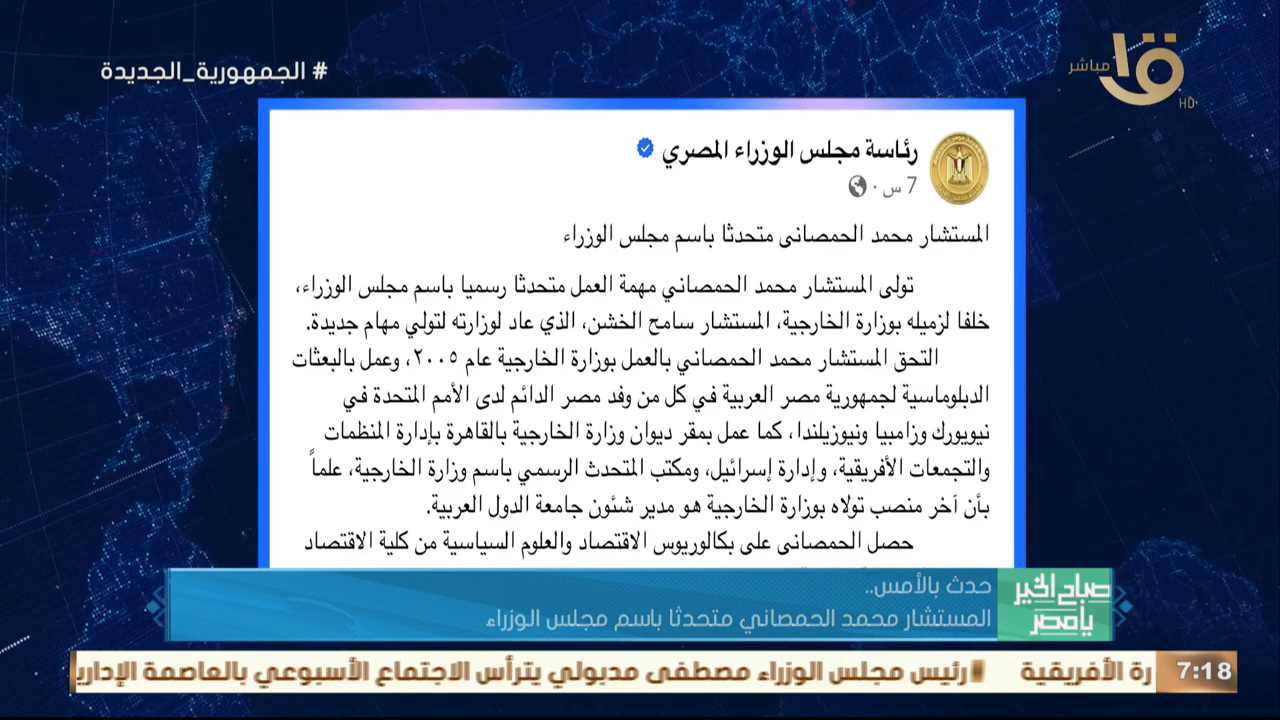 # الجمهورية_الجديدة
مباشر
HD
رئاسة مجلس الوزراء المصري
7 س ·
المستشار محمد الحمصانى متحدثا باسم مجلس الوزراء
تولى المستشار محمد الحمصاني مهمة العمل متحدثا رسميا باسم مجلس الوزراء،
خلفا لزميله بوزارة الخارجية، المستشار سامح الخشن، الذي عاد لوزارته لتولي مهام جديدة.
التحق المستشار محمد الحمصاني بالعمل بوزارة الخارجية عام ٢٠٠٥، وعمل بالبعثات
الدبلوماسية لجمهورية مصر العربية في كل من وفد مصر الدائم لدى الأمم المتحدة في
نيويورك وزامبيا ونيوزيلندا، كما عمل بمقر ديوان وزارة الخارجية بالقاهرة بإدارة المنظمات
والتجمعات الأفريقية، وإدارة إسرائيل، ومكتب المتحدث الرسمي باسم وزارة الخارجية، علماً
بأن آخر منصب تولاه بوزارة الخارجية هو مدير شئون جامعة الدول العربية.
حصل الحمصانى على بكالوريوس الاقتصاد والعلوم السياسية من كلية الاقتصاد
صباح الخير
يا مصر
حدث بالأمس..
المستشار محمد الحمصاني متحدثا باسم مجلس الوزراء
7:18
رة الأفريقية
رئيس مجلس الوزراء مصطفى مدبولي يترأس الاجتماع الأسبوعي بالعاصمة الإداري